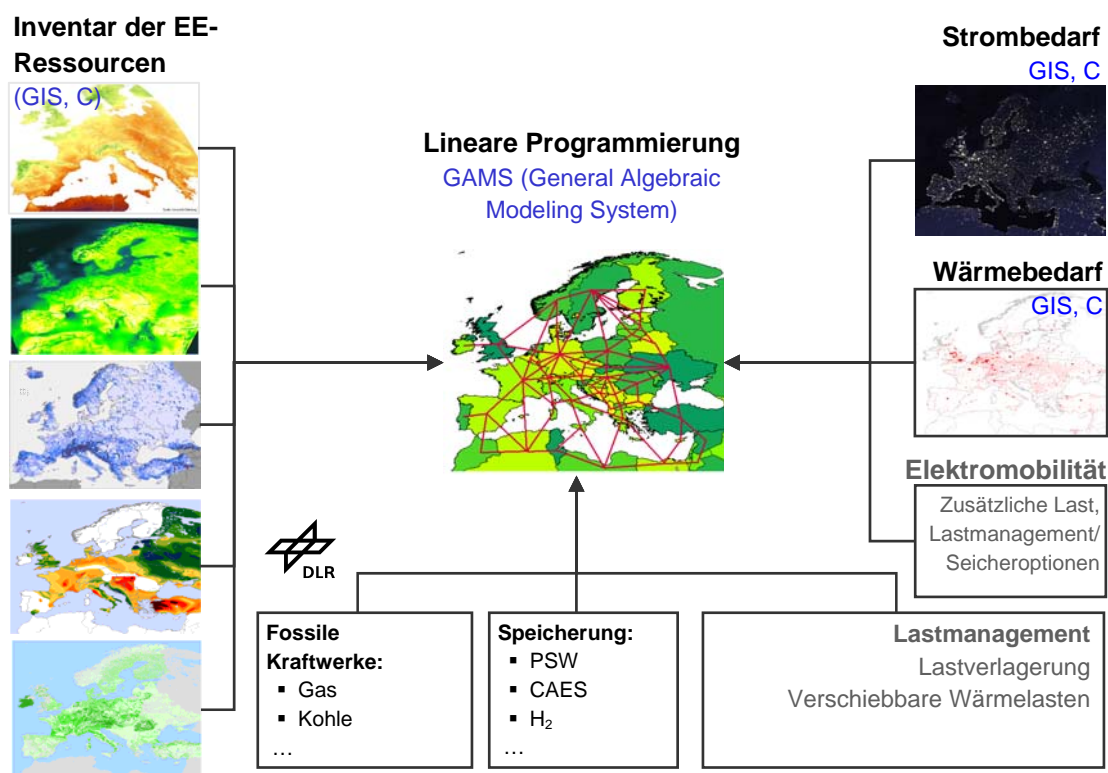 Inventar der EE-
Ressourcen
(GIS, C)
Lineare Programmierung
GAMS (General Algebraic
Modeling System)
Strombedarf
GIS, C
Wärmebedarf
GIS, C
Elektromobilität
Zusätzliche Last,
Lastmanagement/
Seicheroptionen
DLR
Fossile
Kraftwerke:
▪ Gas
▪ Kohle
…
Speicherung:
▪ PSW
▪ CAES
▪ H₂
…
Lastmanagement
Lastverlagerung
Verschiebbare Wärmelasten